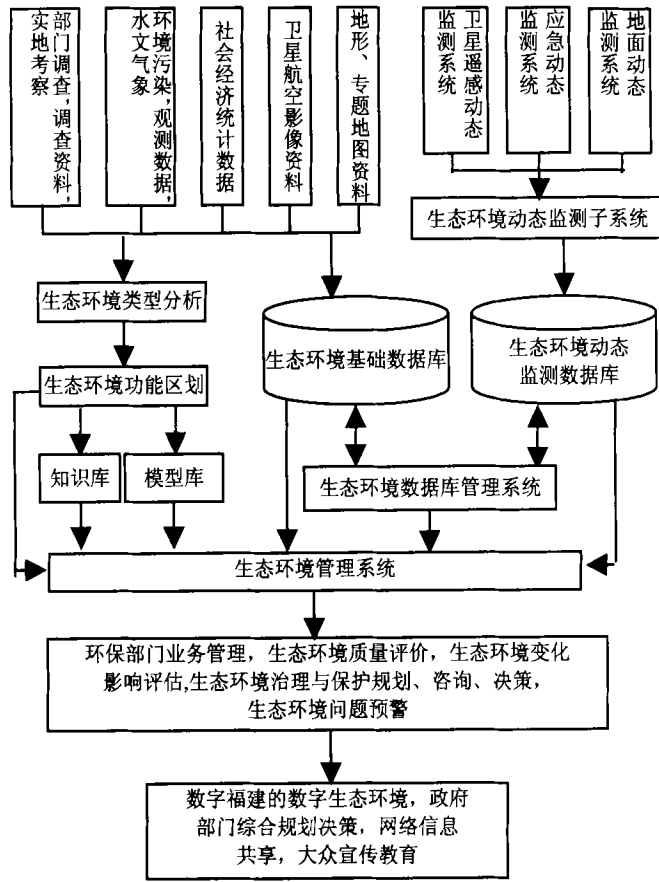 部门调查,调查资料,
实地考察
环境污染,观测数据,
水文气象
社会经济统计数据
卫星航空影像资料
地形、专题地图资料
卫星遥感动态
监测系统
应急动态
监测系统
地面动态
监测系统
生态环境动态监测子系统
生态环境类型分析
生态环境基础数据库
生态环境动态
监测数据库
生态环境功能区划
知识库
模型库
生态环境数据库管理系统
生态环境管理系统
环保部门业务管理，生态环境质量评价，生态环境变化
影响评估,生态环境治理与保护规划、咨询、决策，
生态环境问题预警
数字福建的数字生态环境，政府
部门综合规划决策，网络信息
共享，大众宣传教育